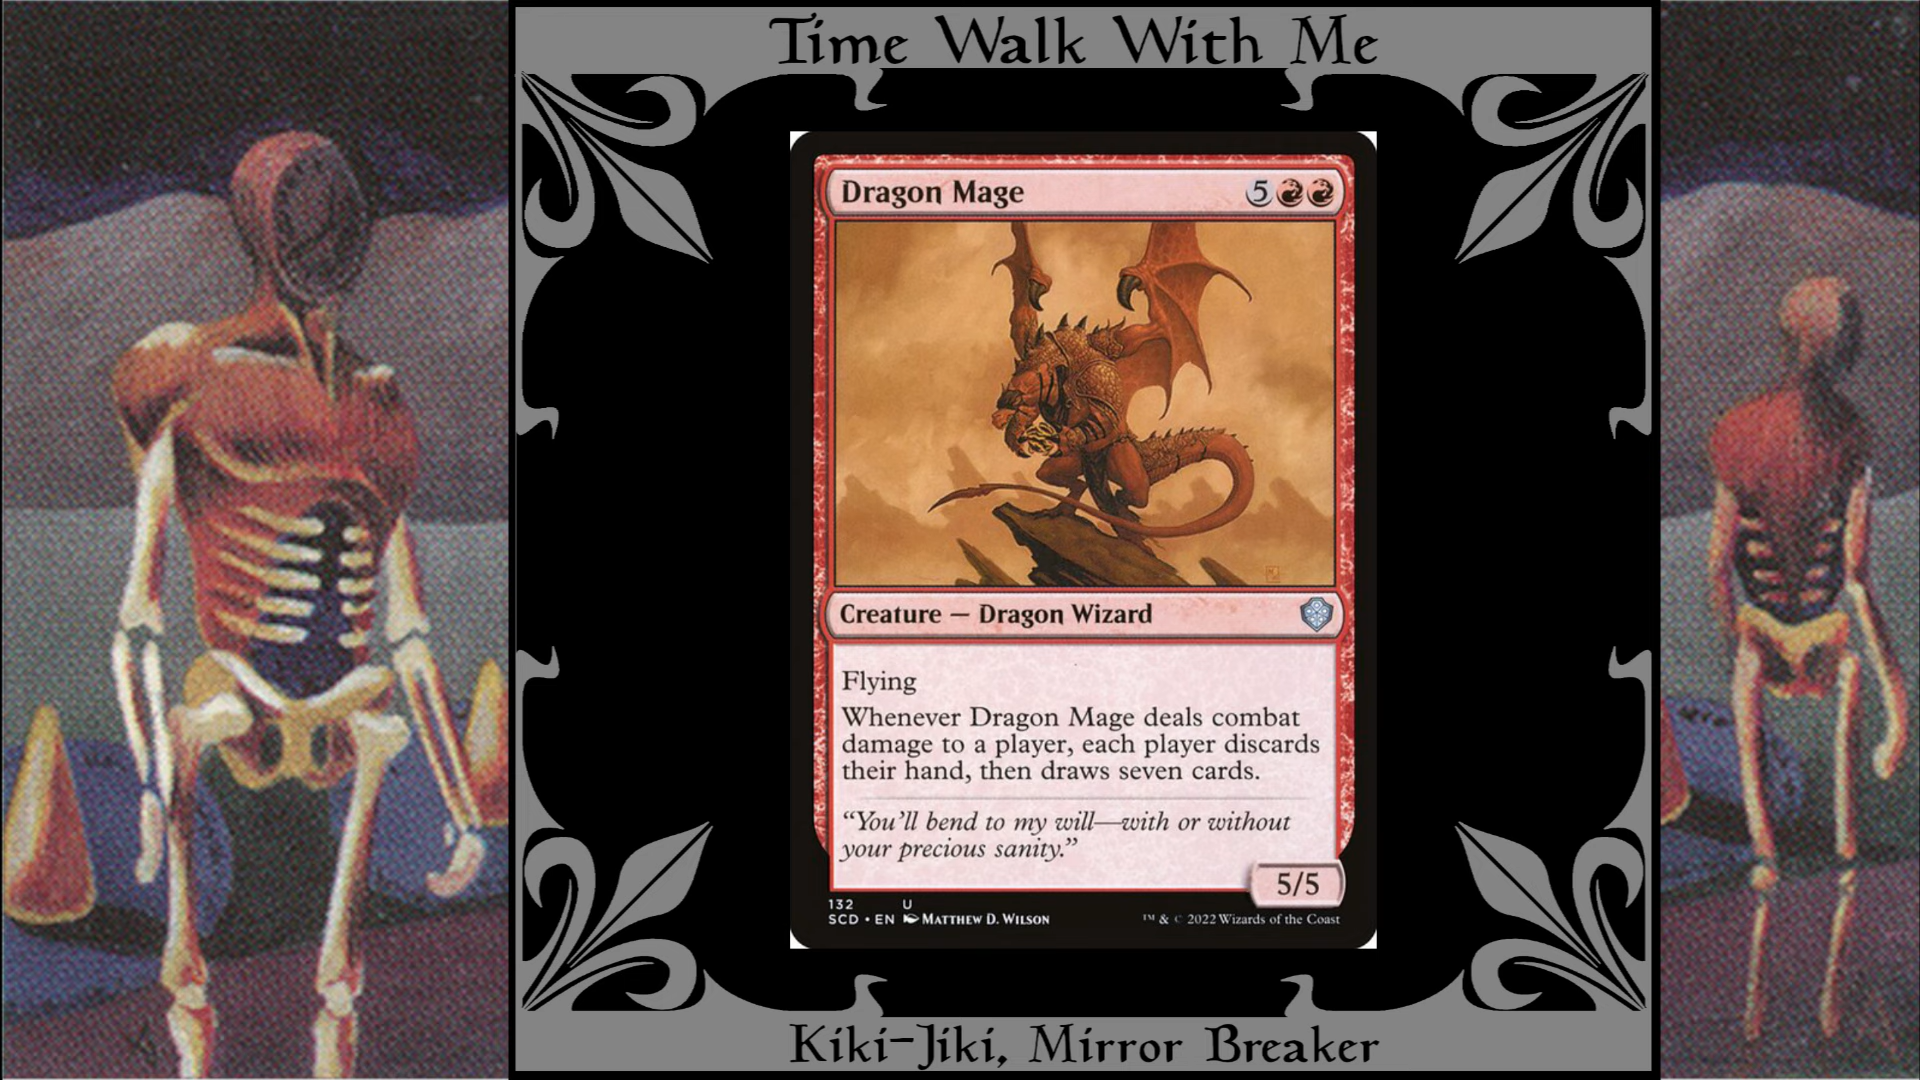 Time Walk With Me
Dragon Mage 5
Creature — Dragon Wizard
Flying
Whenever Dragon Mage deals combat
damage to a player, each player discards
their hand, then draws seven cards.
“You’ll bend to my will—with or without
your precious sanity.”
5/5
132 U
SCD • EN Matthew D. Wilson ™ & © 2022 Wizards of the Coast
Kiki-Jiki, Mirror Breaker